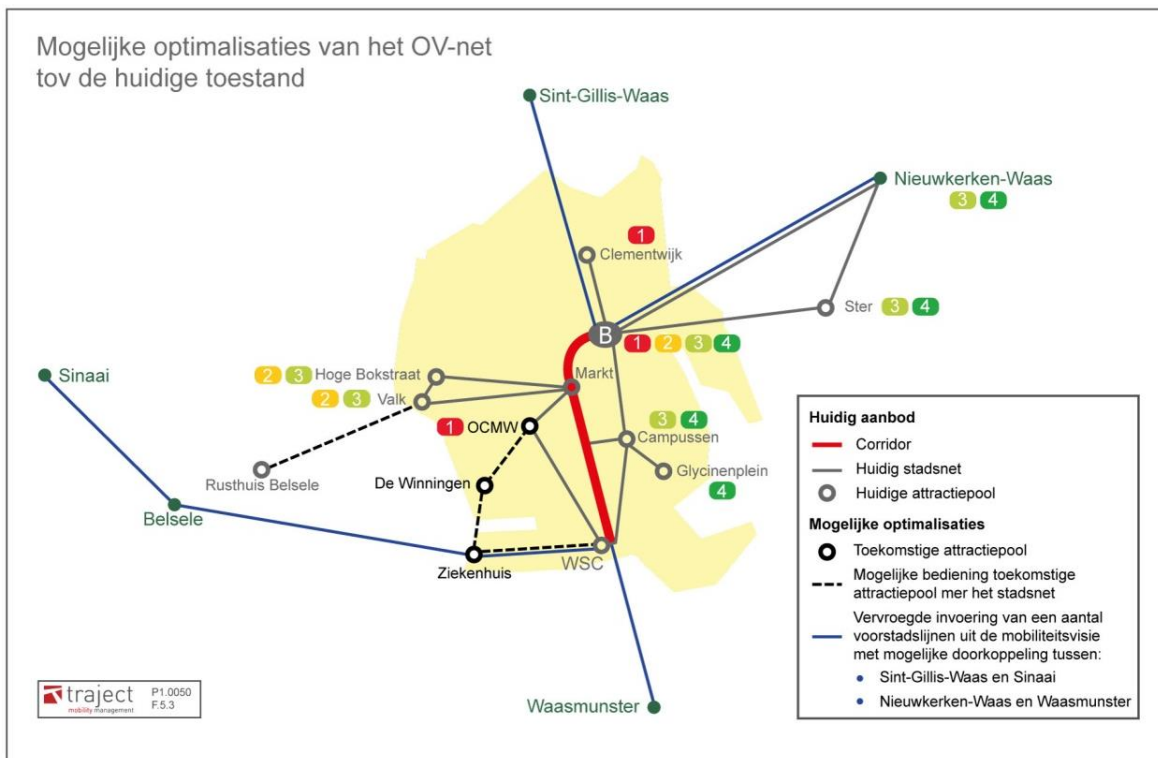 Mogelijke optimalisaties van het OV-net
tov de huidige toestand
Sint-Gillis-Waas
Nieuwkerken-Waas
3 4
1
Clementwijk
Ster 3 4
B
1 2 3 4
Markt
2 3 Hoge Bokstraat
2 3 Valk
Sinaai
1 OCMW
3 4
Campussen
Glycinenplein
4
Rusthuis Belsele
De Winningen
Belsele
Ziekenhuis
WSC
Waasmunster
Huidig aanbod
Corridor
Huidig stadsnet
Huidige attractiepool
Mogelijke optimalisaties
Toekomstige attractiepool
Mogelijke bediening toekomstige
attractiepool mer het stadsnet
Vervroegde invoering van een aantal
voorstadslijnen uit de mobiliteitsvisie
met mogelijke doorkoppeling tussen:
• Sint-Gillis-Waas en Sinaai
• Nieuwkerken-Waas en Waasmunster
traject
mobility management
P1.0050
F.5.3